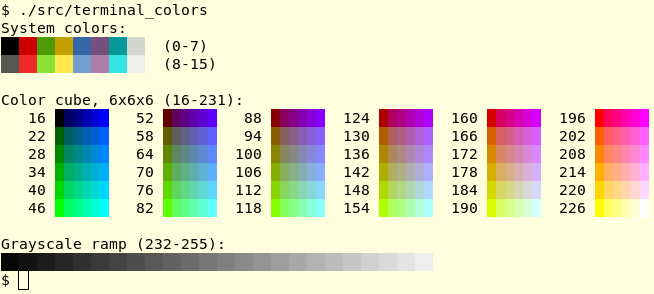 $ ./src/terminal_colors
System colors:
(0-7)
(8-15)
Color cube, 6x6x6 (16-231):
16 52 88 124 160 196
22 58 94 130 166 202
28 64 100 136 172 208
34 70 106 142 178 214
40 76 112 148 184 220
46 82 118 154 190 226
Grayscale ramp (232-255):
$